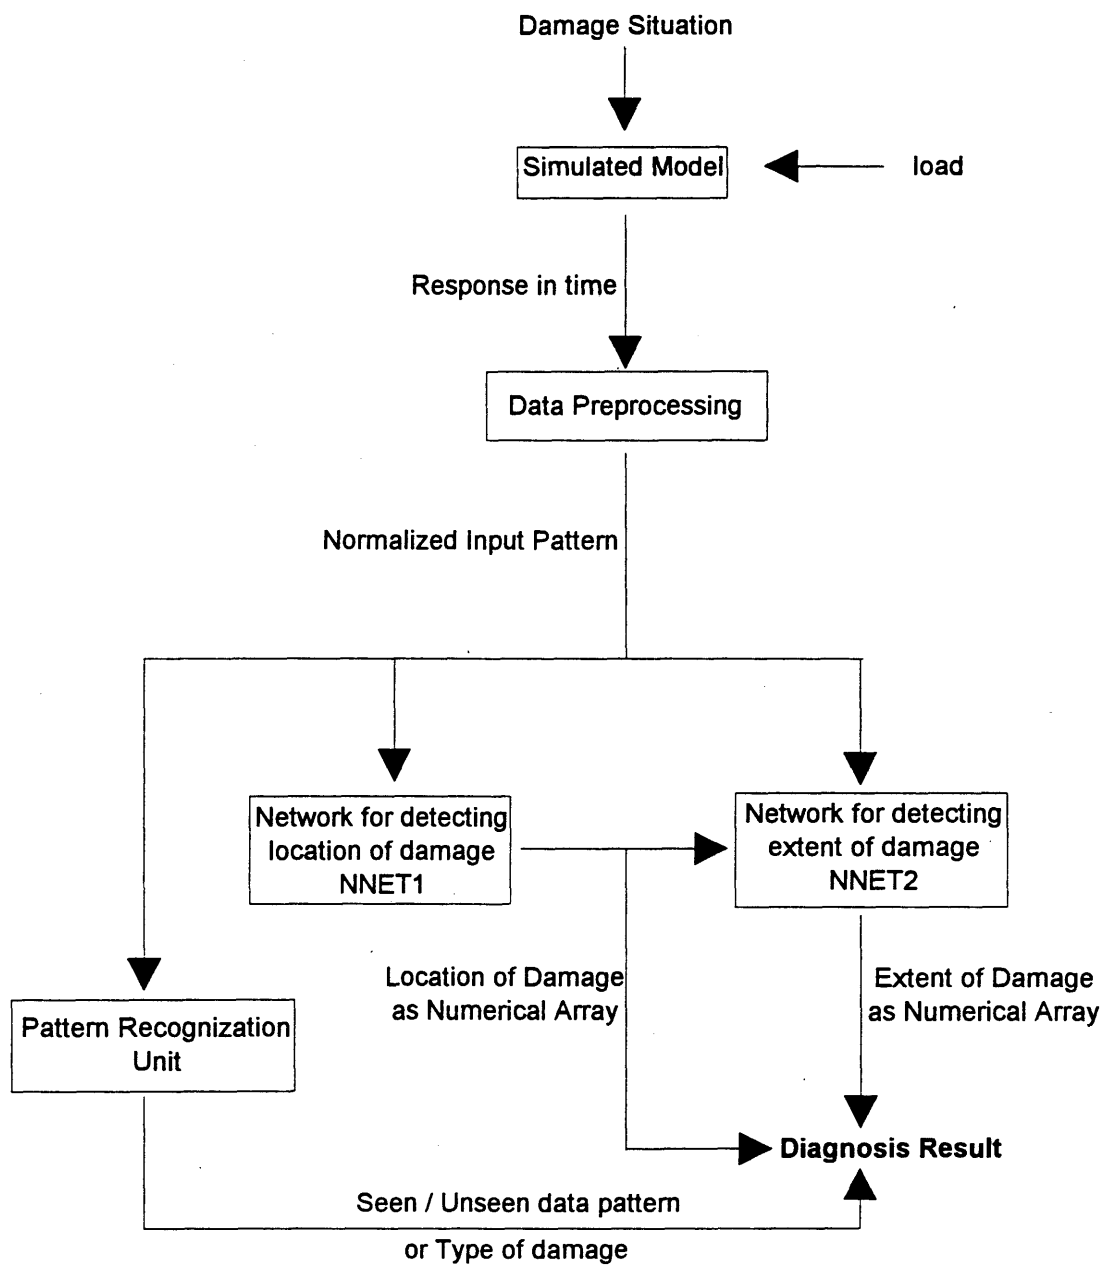 Damage Situation
Simulated Model
load
Response in time
Data Preprocessing
Normalized Input Pattern
Network for detecting
location of damage
NNET1
Network for detecting
extent of damage
NNET2
Location of Damage
as Numerical Array
Extent of Damage
as Numerical Array
Pattern Recognization
Unit
Diagnosis Result
Seen / Unseen data pattern
or Type of damage